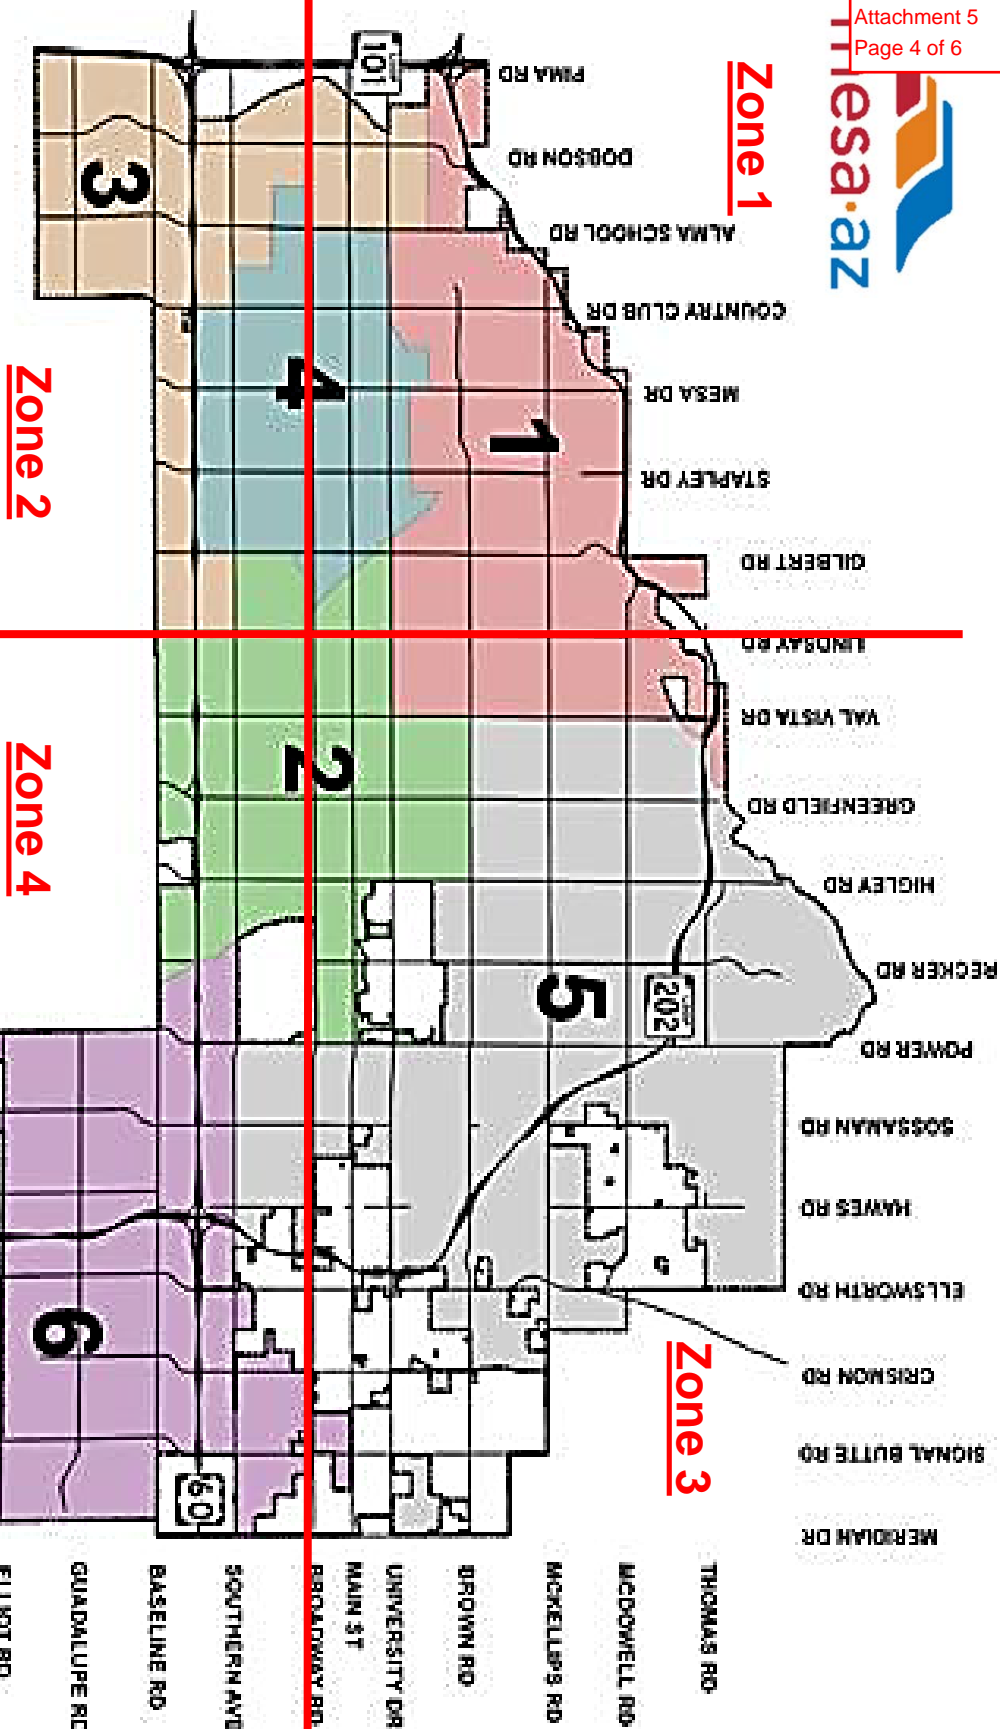 Attachment 5
Page 4 of 6
mesa·az
Zone 1
Zone 2
Zone 3
Zone 4
PIMA RD
DOBSON RD
ALMA SCHOOL RD
COUNTRY CLUB DR
MESA DR
STAPLEY DR
GILBERT RD
LINDSAY RD
VAL VISTA DR
GREENFIELD RD
HIGLEY RD
RECKER RD
POWER RD
SOSSAMAN RD
HAWES RD
ELLSWORTH RD
CRISMON RD
SIGNAL BUTTE RD
MERIDIAN DR
THOMAS RD
MCDOWELL RD
MCKELLIPS RD
BROWN RD
UNIVERSITY DR
MAIN ST
BROADWAY RD
SOUTHERN AVE
BASELINE RD
GUADALUPE RD
ELLIOT RD
101
202
60
1
2
3
4
5
6
5